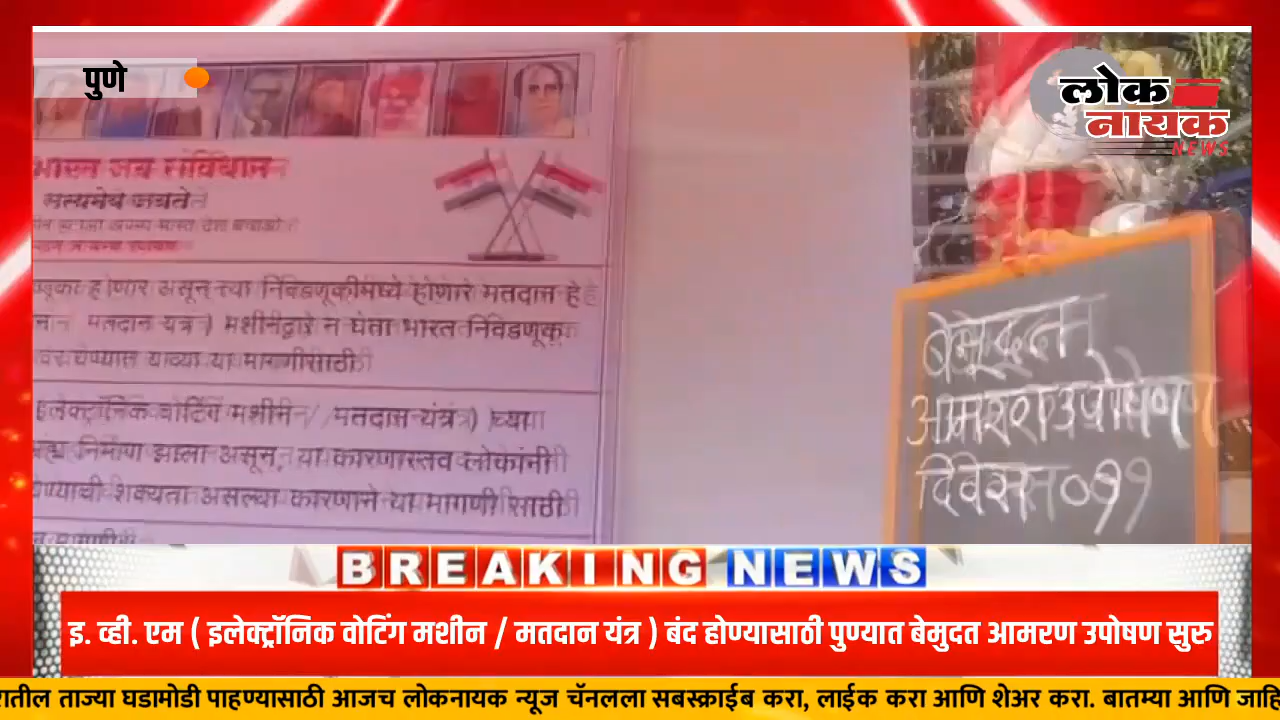 पुणे
लोक
नायक
NEWS
भारत जय संविधान
सत्यमेव जयते
होणार असून त्या निवडणूकीमध्ये होणारे मतदान हे
मतदान यंत्र ) मशीनद्वारे न घेता भारत निवडणूक
घेण्यात याव्या या मागणीसाठी
इलेक्ट्रॉनिक वोटिंग मशीन / मतदान यंत्र )
निर्माण झाला असून, या कारणास्तव लोकांनी
शक्यता असल्या कारणाने या मागणी साठी
बेमुदत
आमरण उपोषण
दिवस
BREAKING NEWS
इ. व्ही. एम ( इलेक्ट्रॉनिक वोटिंग मशीन / मतदान यंत्र ) बंद होण्यासाठी पुण्यात बेमुदत आमरण उपोषण सुरु
ातील ताज्या घडामोडी पाहण्यासाठी आजच लोकनायक न्यूज चॅनलला सबस्क्राईब करा, लाईक करा आणि शेअर करा. बातम्या आणि जाहि